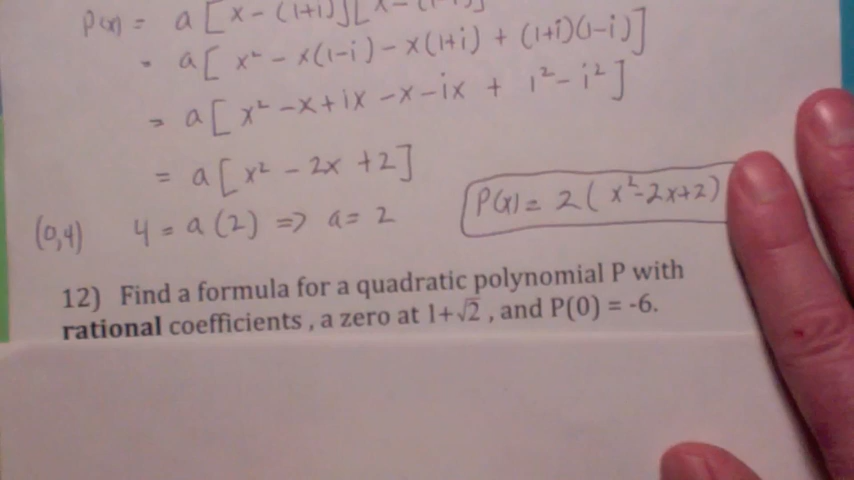 P(x) = a [ x - (1+i) ] [ x - (1-i) ]
= a [ x² - x(1-i) - x(1+i) + (1+i)(1-i) ]
= a [ x² - x + ix - x - ix + 1² - i² ]
= a [ x² - 2x + 2 ]
(0,4) 4 = a(2) => a = 2 P(x) = 2 ( x² - 2x + 2 )
12) Find a formula for a quadratic polynomial P with
rational coefficients , a zero at 1+√2 , and P(0) = -6.